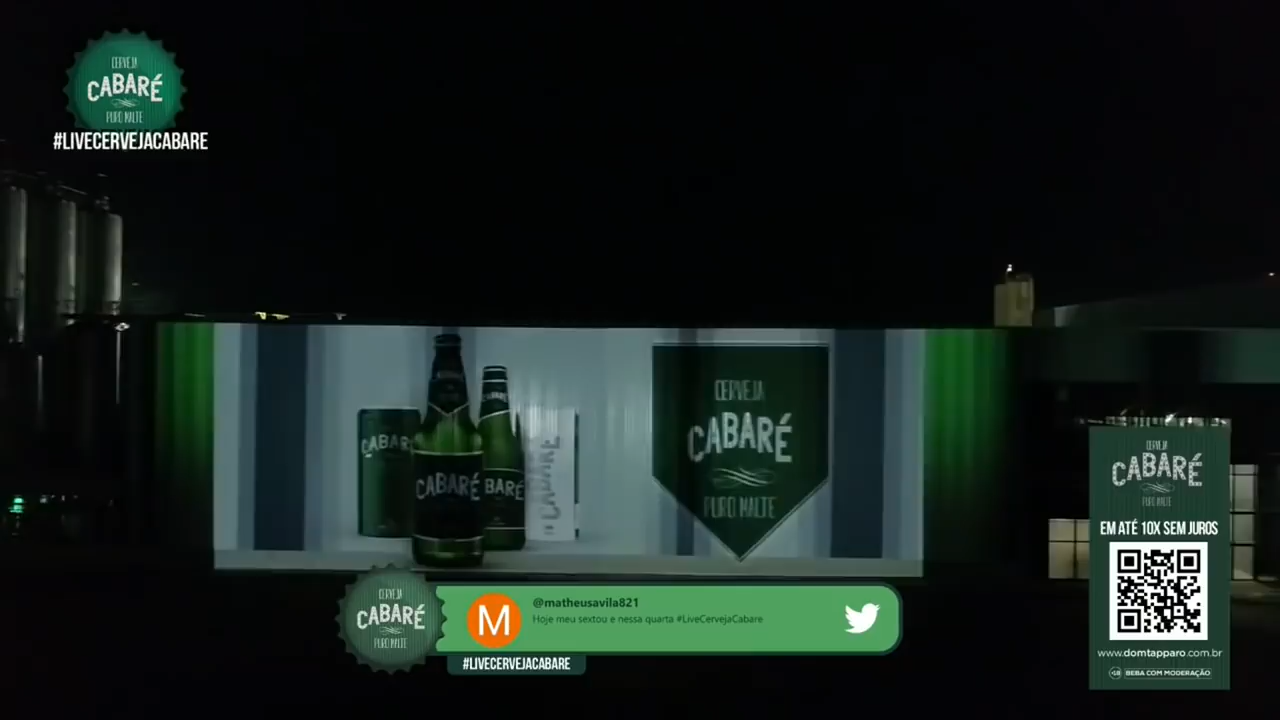 CERVEJA
CABARÉ
PURO MALTE
#LIVECERVEJACABARE
CABARÉ
CABARÉ
BARÉ
CABARÉ
CERVEJA
CABARÉ
PURO MALTE
CERVEJA
CABARÉ
PURO MALTE
EM ATÉ 10X SEM JUROS
www.domtapparo.com.br
-18 BEBA COM MODERAÇÃO
CERVEJA
CABARÉ
PURO MALTE
M
@matheusavila821
Hoje meu sextou e nessa quarta #LiveCervejaCabare
#LIVECERVEJACABARE